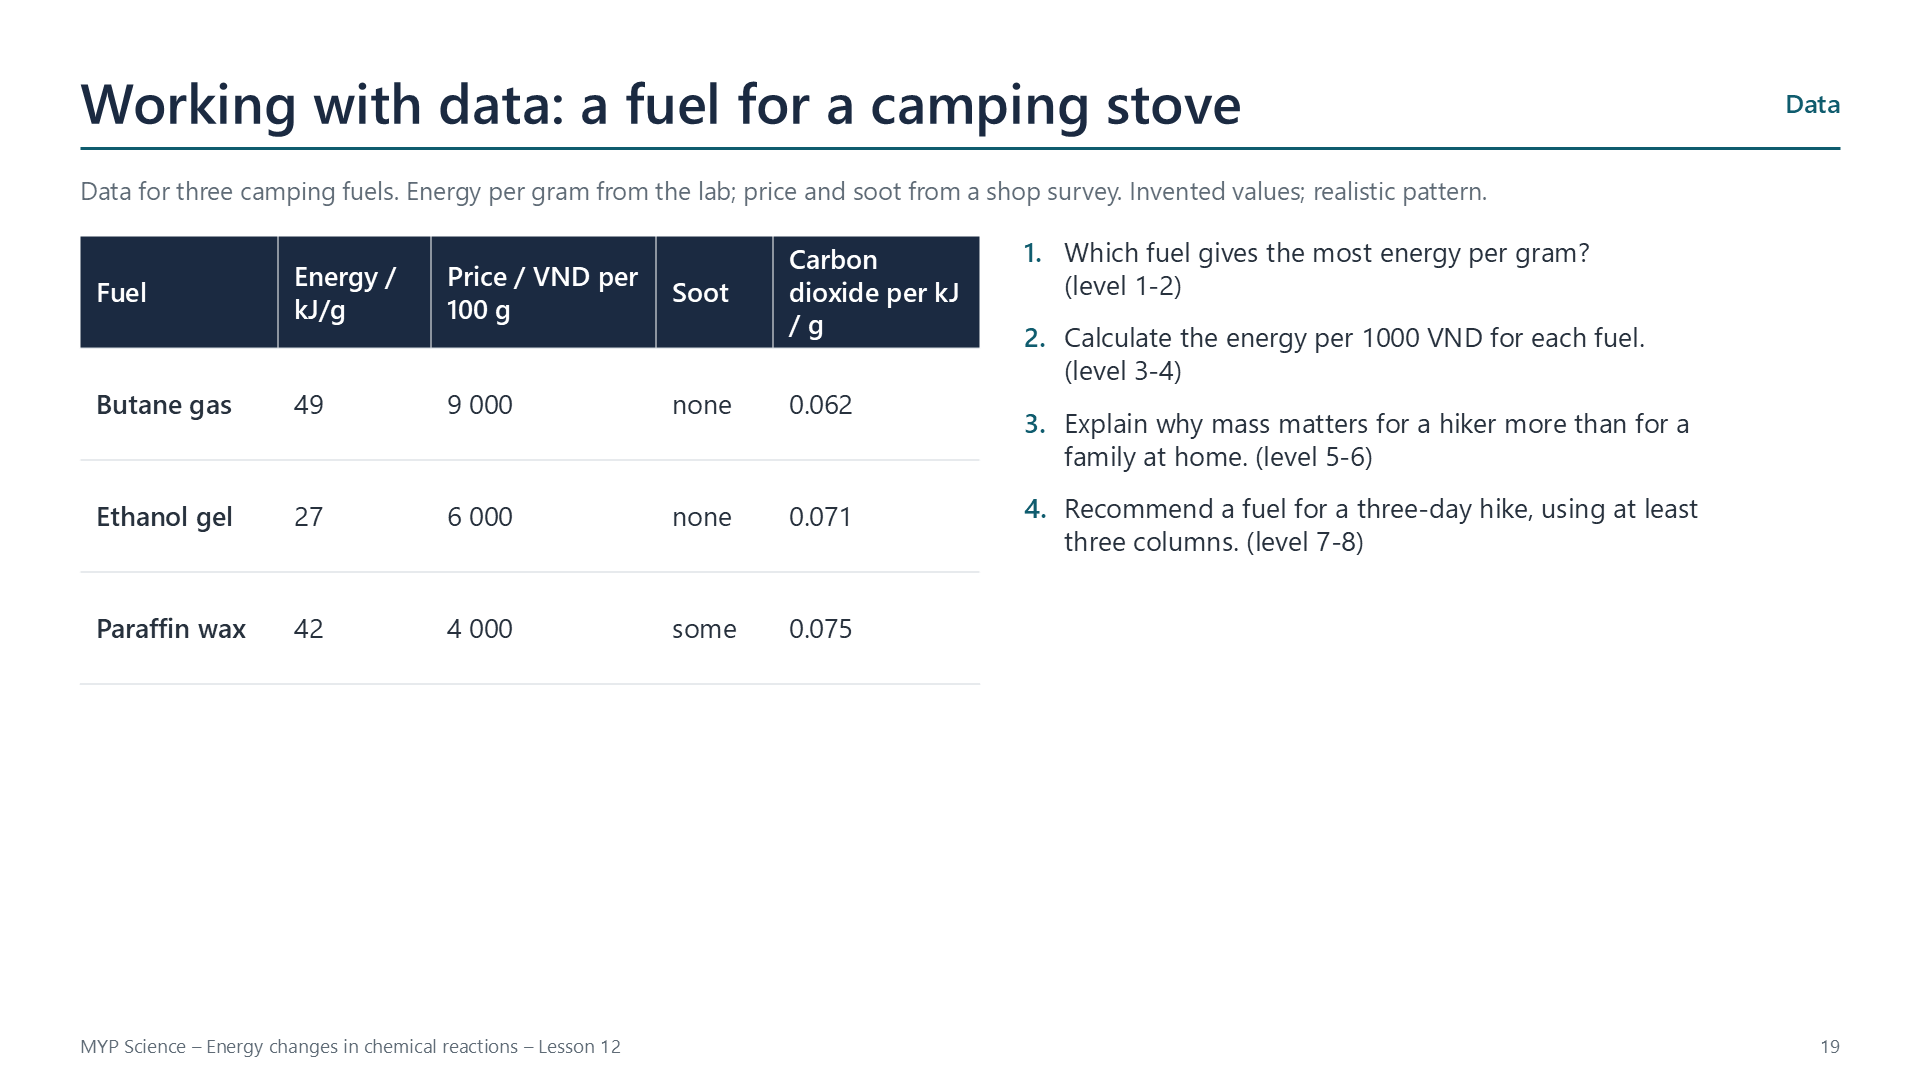 Working with data: a fuel for a camping stove
Data
Data for three camping fuels. Energy per gram from the lab; price and soot from a shop survey. Invented values; realistic pattern.
Fuel
Energy /
kJ/g
Price / VND per
100 g
Soot
Carbon
dioxide per kJ
/ g
Butane gas 49 9 000 none 0.062
Ethanol gel 27 6 000 none 0.071
Paraffin wax 42 4 000 some 0.075
1. Which fuel gives the most energy per gram?
(level 1-2)
2. Calculate the energy per 1000 VND for each fuel.
(level 3-4)
3. Explain why mass matters for a hiker more than for a
family at home. (level 5-6)
4. Recommend a fuel for a three-day hike, using at least
three columns. (level 7-8)
MYP Science – Energy changes in chemical reactions – Lesson 12
19